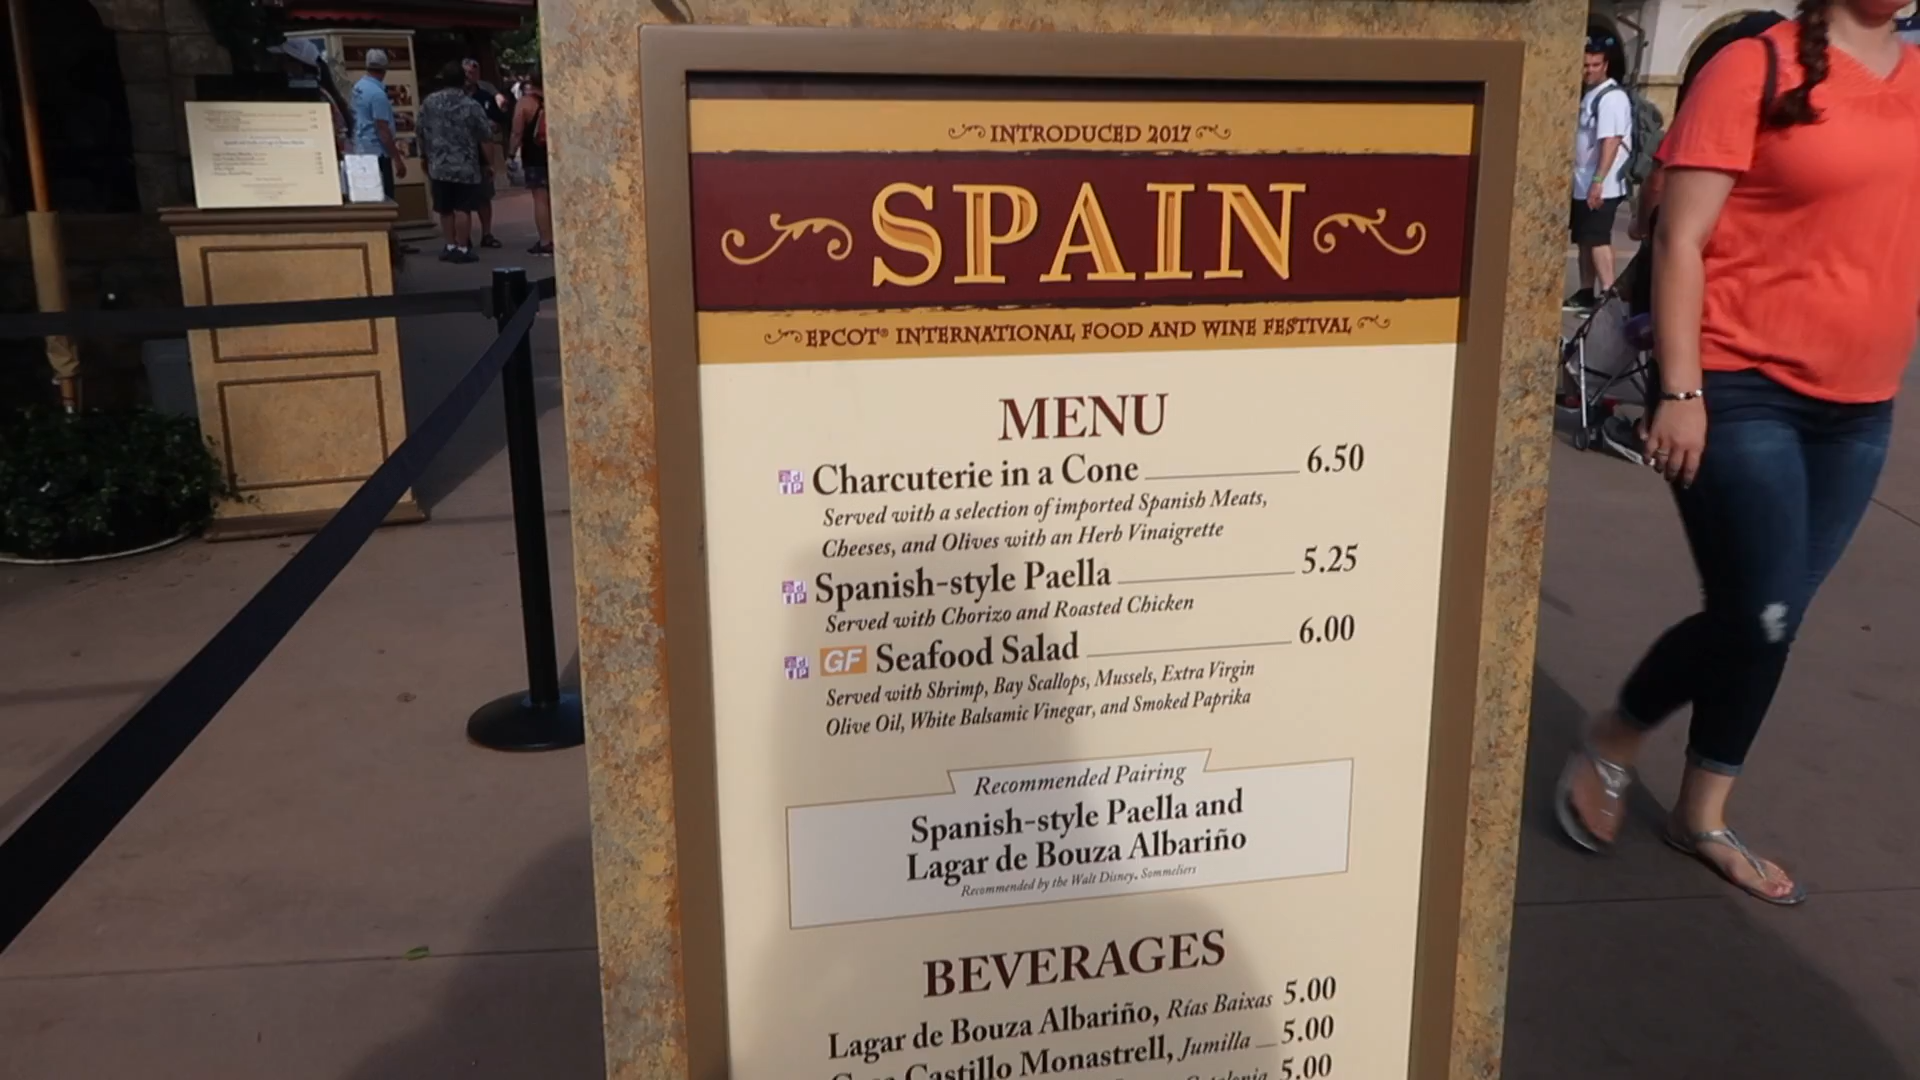 INTRODUCED 2017
SPAIN
EPCOT® INTERNATIONAL FOOD AND WINE FESTIVAL
MENU
Charcuterie in a Cone 6.50
Served with a selection of imported Spanish Meats,
Cheeses, and Olives with an Herb Vinaigrette
Spanish-style Paella 5.25
Served with Chorizo and Roasted Chicken
GF Seafood Salad 6.00
Served with Shrimp, Bay Scallops, Mussels, Extra Virgin
Olive Oil, White Balsamic Vinegar, and Smoked Paprika
Recommended Pairing
Spanish-style Paella and
Lagar de Bouza Albariño
Recommended by the Walt Disney, Sommeliers
BEVERAGES
Lagar de Bouza Albariño, Rías Baixas 5.00
Castillo Monastrell, Jumilla 5.00
5.00